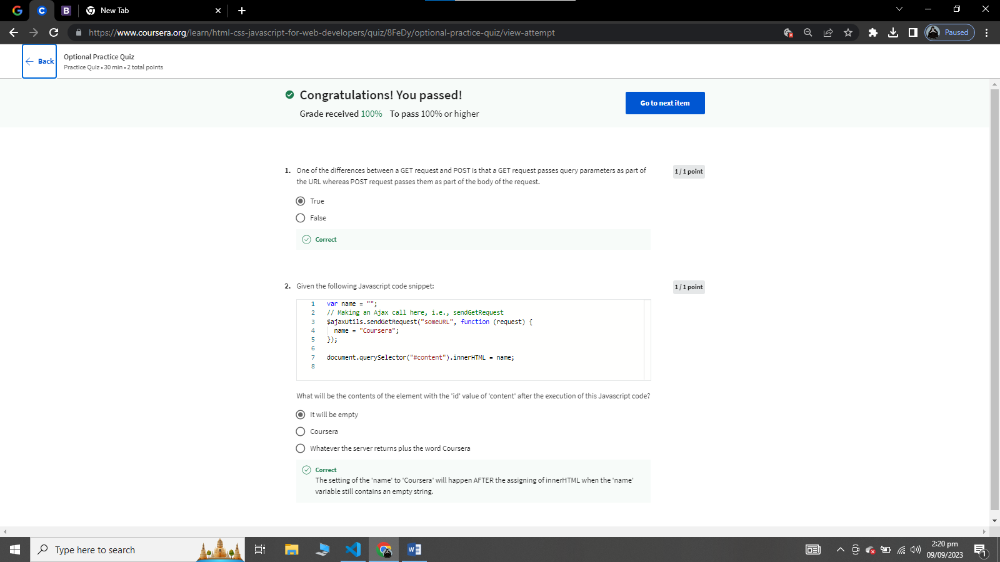 New Tab
https://www.coursera.org/learn/html-css-javascript-for-web-developers/quiz/8FeDy/optional-practice-quiz/view-attempt
Paused
Back
Optional Practice Quiz
Practice Quiz • 30 min • 2 total points
Congratulations! You passed!
Grade received 100% To pass 100% or higher
Go to next item
1. One of the differences between a GET request and POST is that a GET request passes query parameters as part of
the URL whereas POST request passes them as part of the body of the request.
1 / 1 point
True
False
Correct
2. Given the following Javascript code snippet:
1 / 1 point
1 var name = "";
2 // Making an Ajax call here, i.e., sendGetRequest
3 $ajaxUtils.sendGetRequest("someURL", function (request) {
4 name = "Coursera";
5 });
6
7 document.querySelector("#content").innerHTML = name;
8
What will be the contents of the element with the 'id' value of 'content' after the execution of this Javascript code?
It will be empty
Coursera
Whatever the server returns plus the word Coursera
Correct
The setting of the 'name' to 'Coursera' will happen AFTER the assigning of innerHTML when the 'name'
variable still contains an empty string.
Type here to search
2:20 pm
09/09/2023
1